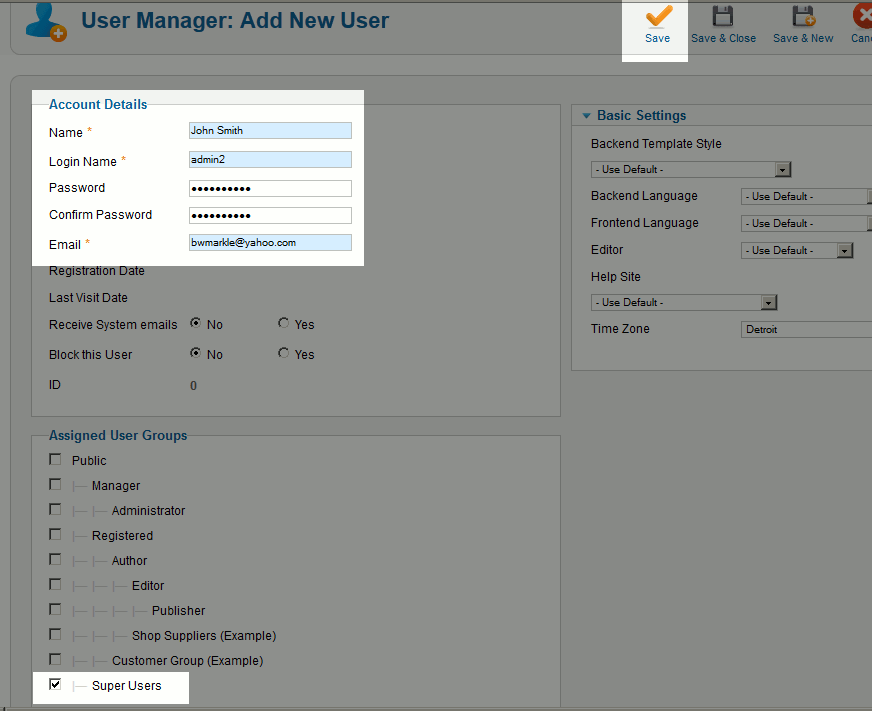 User Manager: Add New User
Save
Save & Close
Save & New
Account Details
Name *
John Smith
Login Name *
admin2
Password
••••••••••
Confirm Password
••••••••••
Email *
bwmarkle@yahoo.com
Registration Date
Last Visit Date
Receive System emails No Yes
Block this User No Yes
ID 0
Basic Settings
Backend Template Style
- Use Default -
Backend Language - Use Default -
Frontend Language - Use Default -
Editor - Use Default -
Help Site
- Use Default -
Time Zone Detroit
Assigned User Groups
Public
Manager
Administrator
Registered
Author
Editor
Publisher
Shop Suppliers (Example)
Customer Group (Example)
Super Users